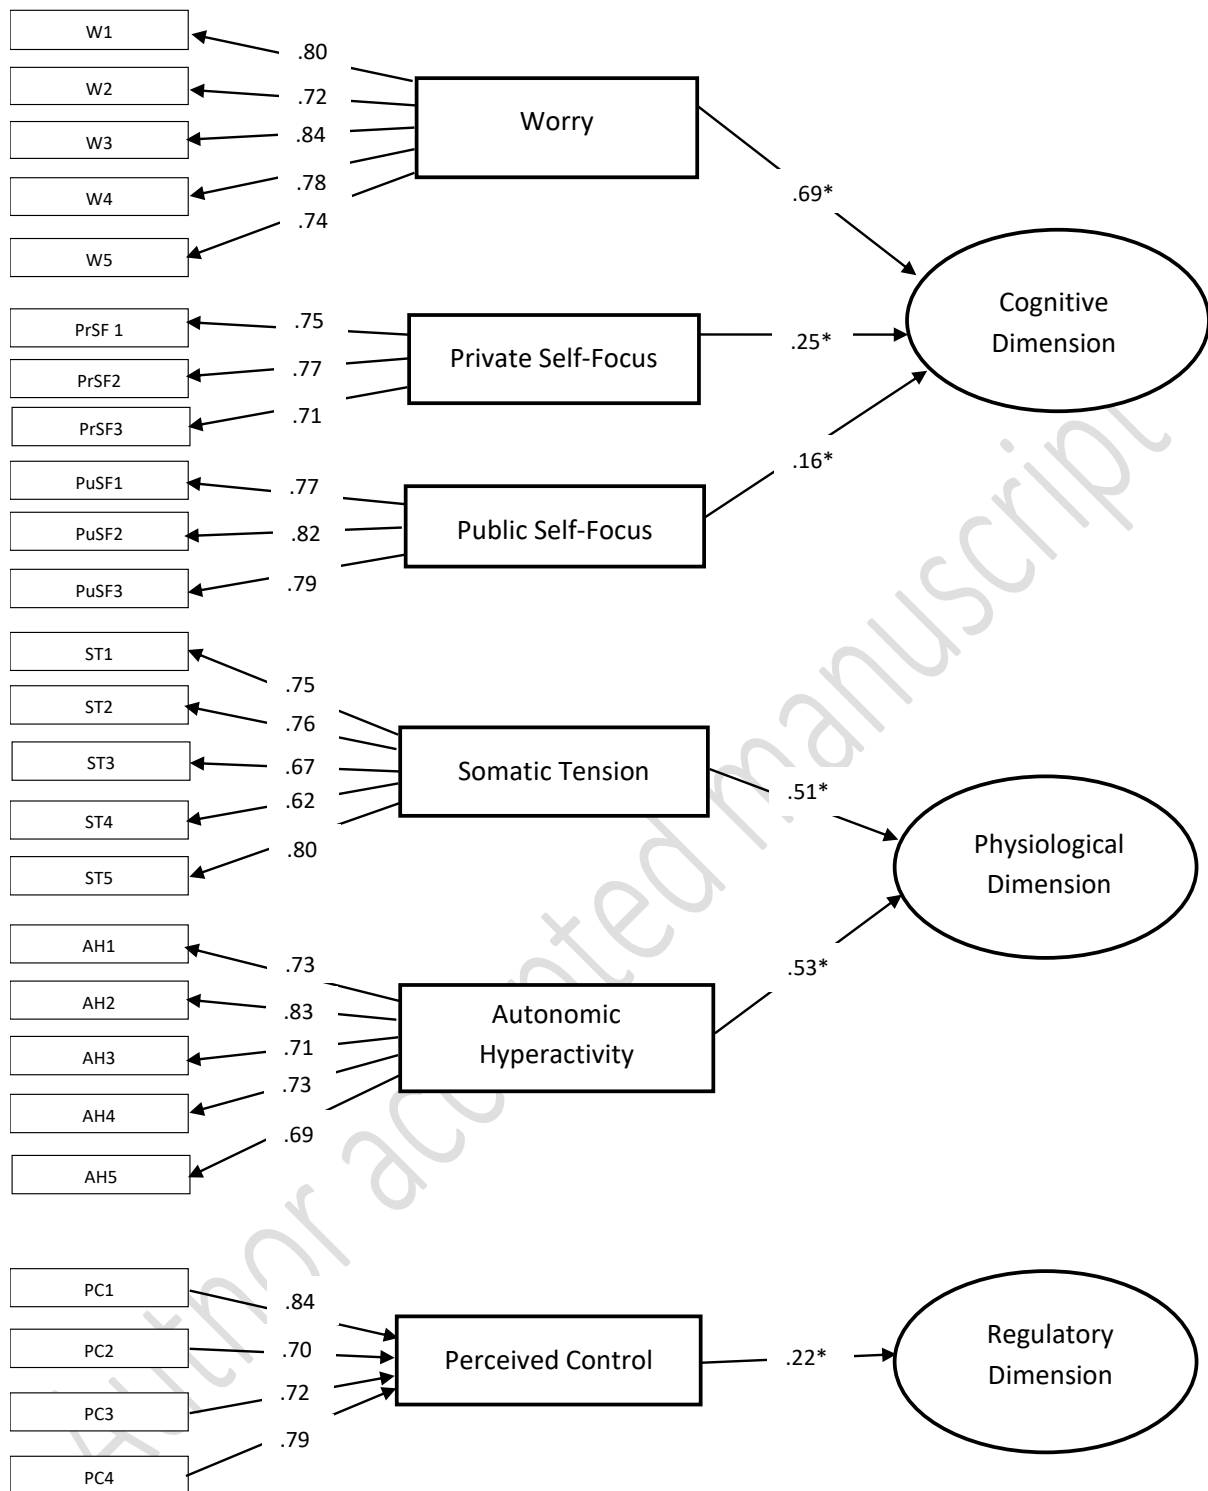 W1
.80
W2
.72
Worry
W3
.84
W4
.78
.69*
W5
.74
Cognitive
Dimension
PrSF 1
.75
Private Self-Focus
.25*
PrSF2
.77
PrSF3
.71
PuSF1
.77
.16*
PuSF2
.82
Public Self-Focus
PuSF3
.79
ST1
.75
ST2
.76
Somatic Tension
ST3
.67
.51*
ST4
.62
Physiological
Dimension
ST5
.80
AH1
.73
.53*
AH2
.83
Autonomic
Hyperactivity
AH3
.71
AH4
.73
AH5
.69
PC1
.84
Regulatory
Dimension
PC2
.70
Perceived Control
.22*
PC3
.72
PC4
.79
Author accepted manuscript